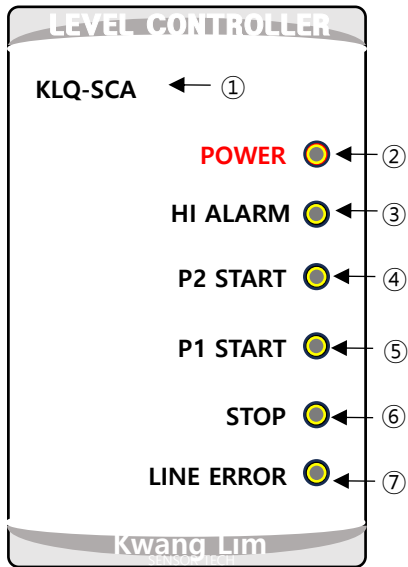 LEVEL CONTROLLER
KLQ-SCA ①
POWER ②
HI ALARM ③
P2 START ④
P1 START ⑤
STOP ⑥
LINE ERROR ⑦
Kwang Lim
SENSOR TECH